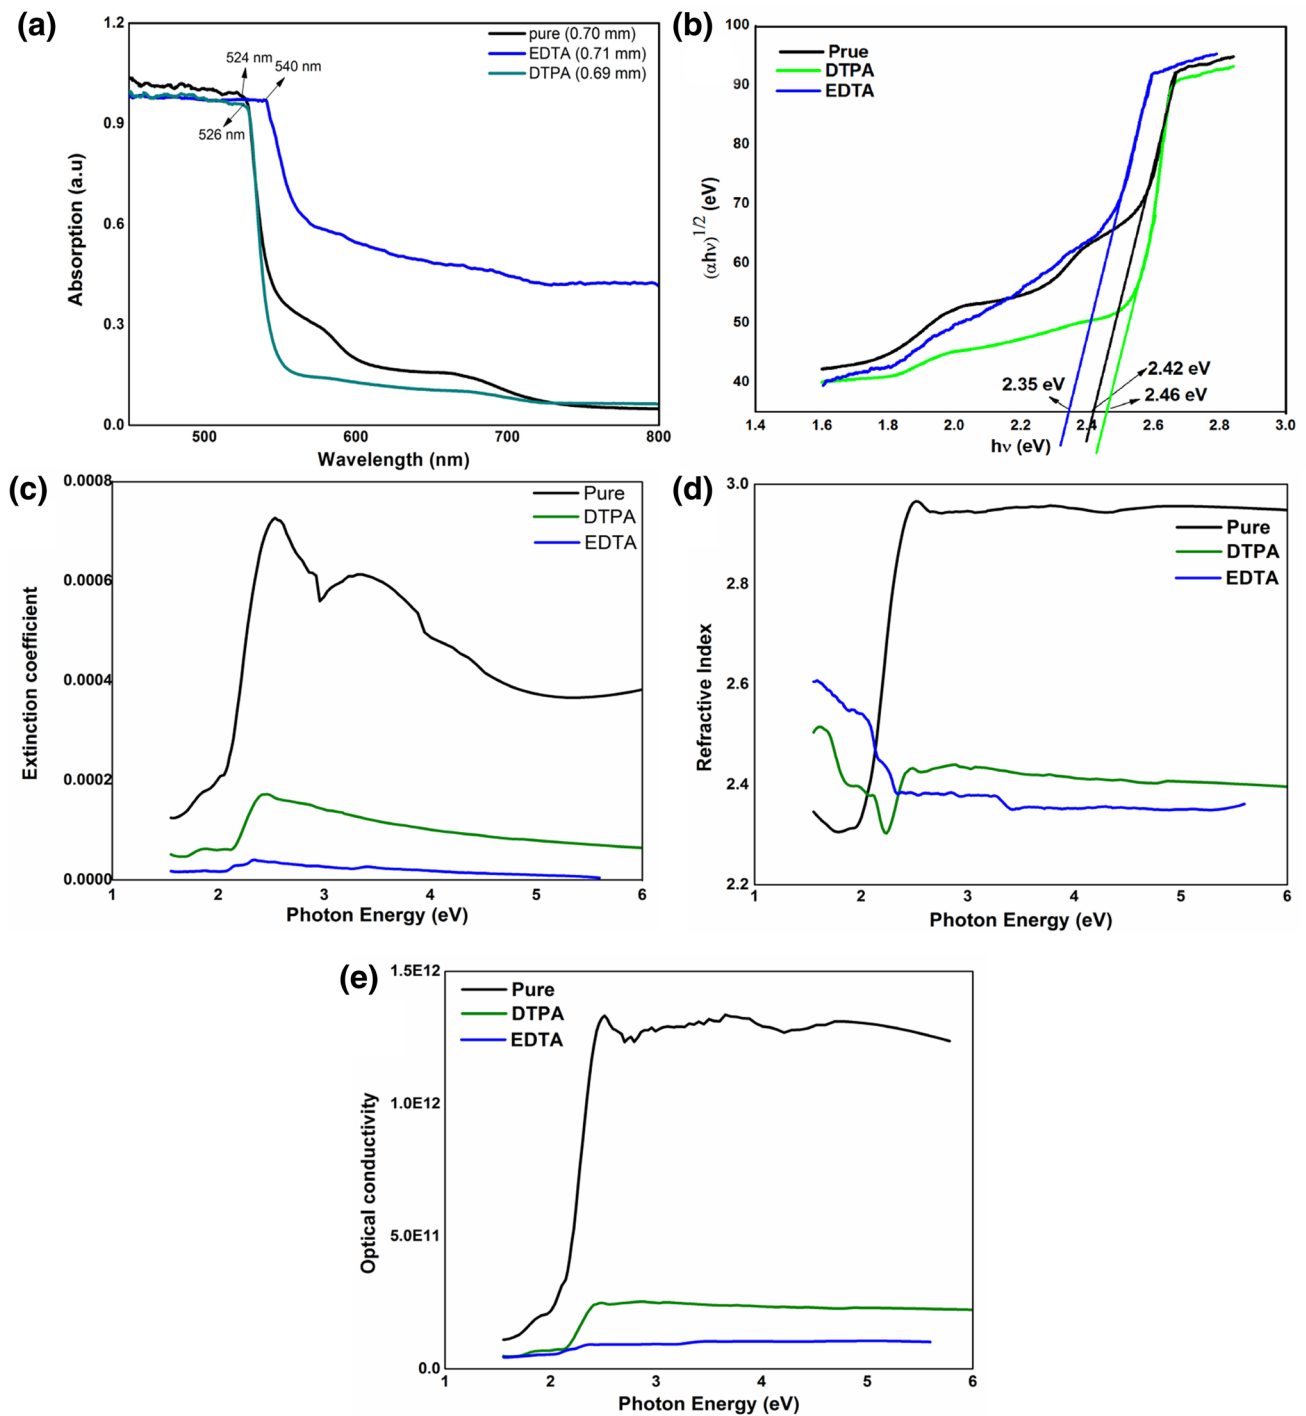 (a)
1.2
0.9
0.6
0.3
0.0
Absorption (a.u)
pure (0.70 mm)
EDTA (0.71 mm)
DTPA (0.69 mm)
524 nm
540 nm
526 nm
500
600
700
800
Wavelength (nm)
(b)
100
90
80
70
60
50
40
(αhν)1/2 (eV)
Prue
DTPA
EDTA
2.35 eV
2.42 eV
2.46 eV
1.4
1.6
1.8
2.0
2.2
2.4
2.6
2.8
3.0
hν (eV)
(c)
0.0008
0.0006
0.0004
0.0002
0.0000
Extinction coefficient
Pure
DTPA
EDTA
1
2
3
4
5
6
Photon Energy (eV)
(d)
3.0
2.8
2.6
2.4
2.2
Refractive Index
Pure
DTPA
EDTA
1
2
3
4
5
6
Photon Energy (eV)
(e)
1.5E12
1.0E12
5.0E11
0.0
Optical conductivity
Pure
DTPA
EDTA
1
2
3
4
5
6
Photon Energy (eV)